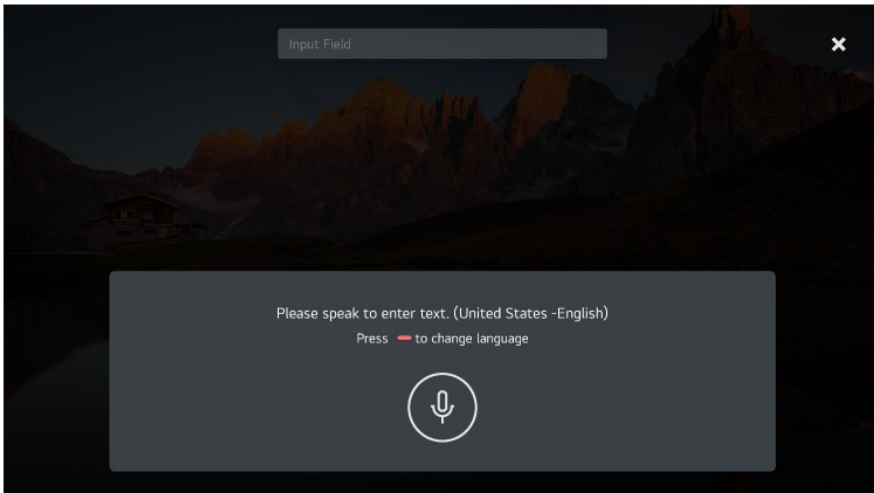 Input Field
Please speak to enter text. (United States -English)
Press to change language